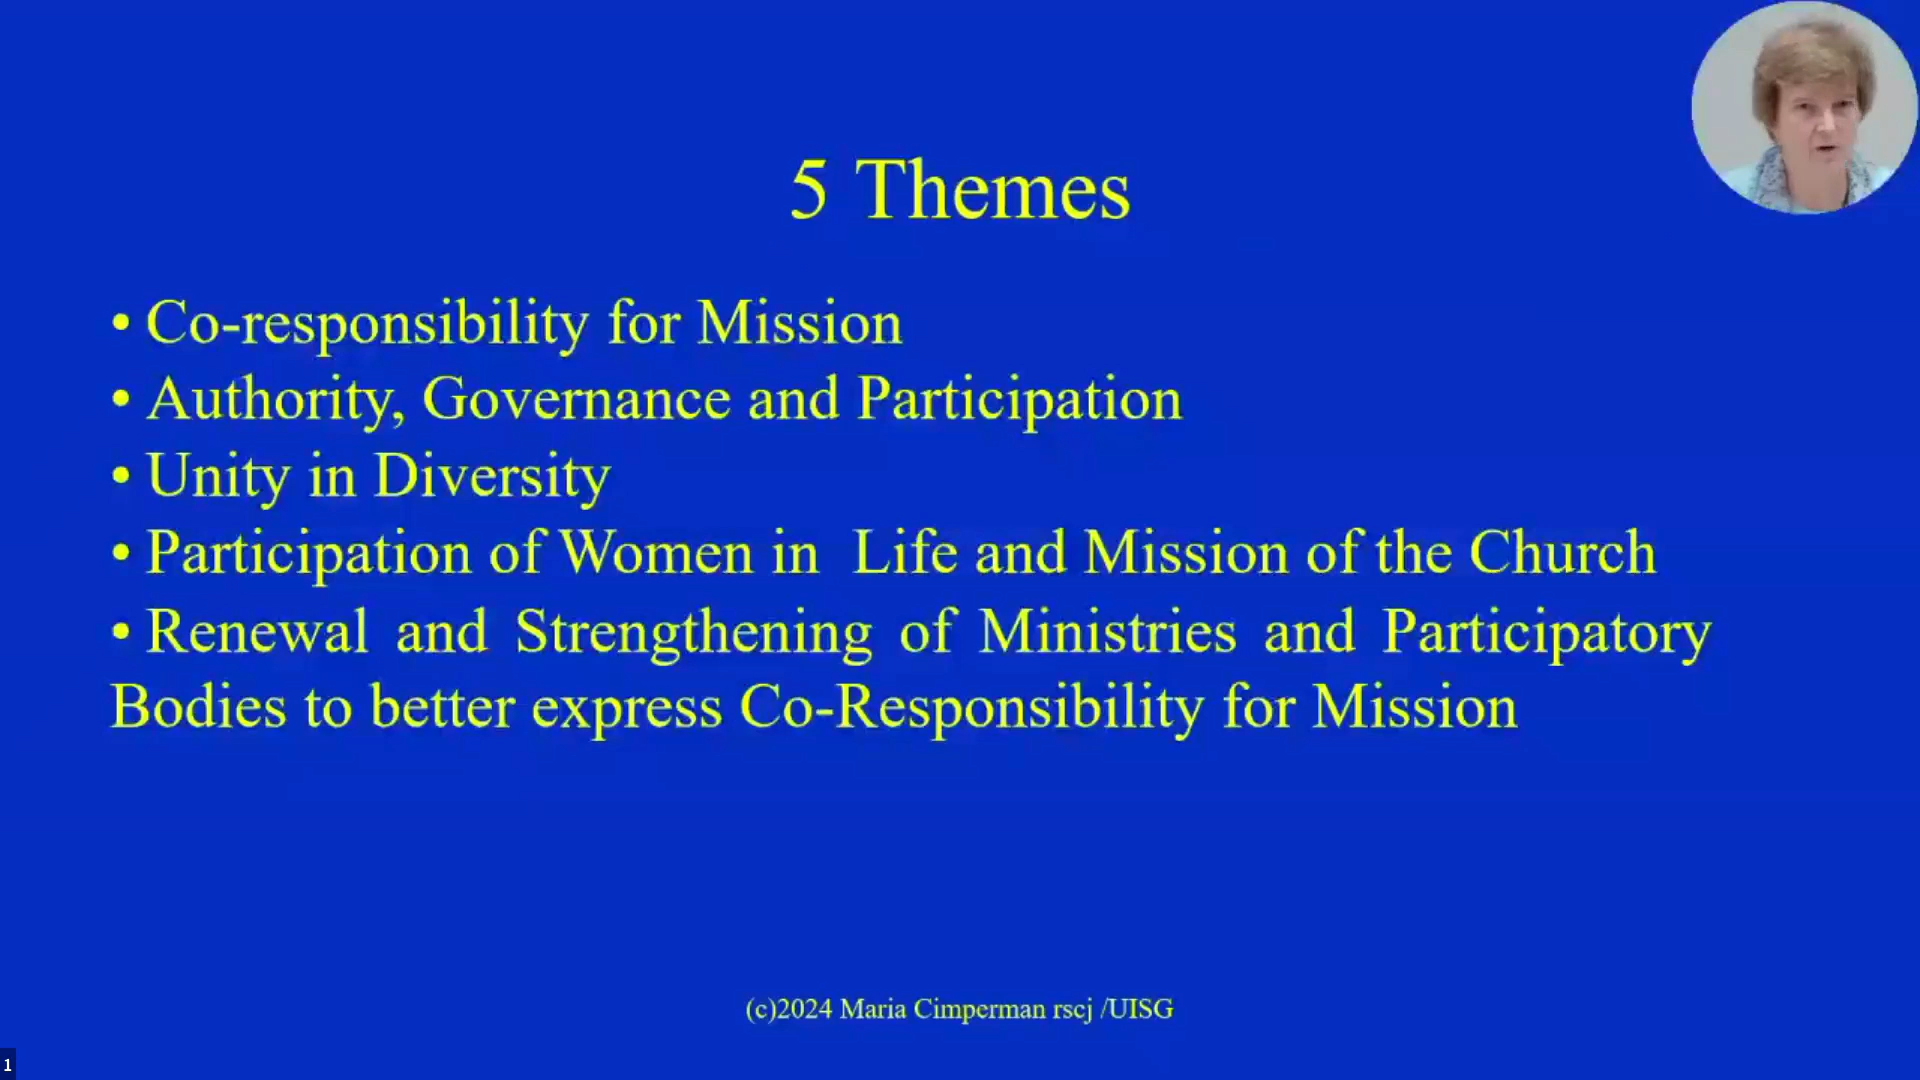 5 Themes
• Co-responsibility for Mission
• Authority, Governance and Participation
• Unity in Diversity
• Participation of Women in  Life and Mission of the Church
• Renewal and Strengthening of Ministries and Participatory
Bodies to better express Co-Responsibility for Mission
(c)2024 Maria Cimperman rscj /UISG
1